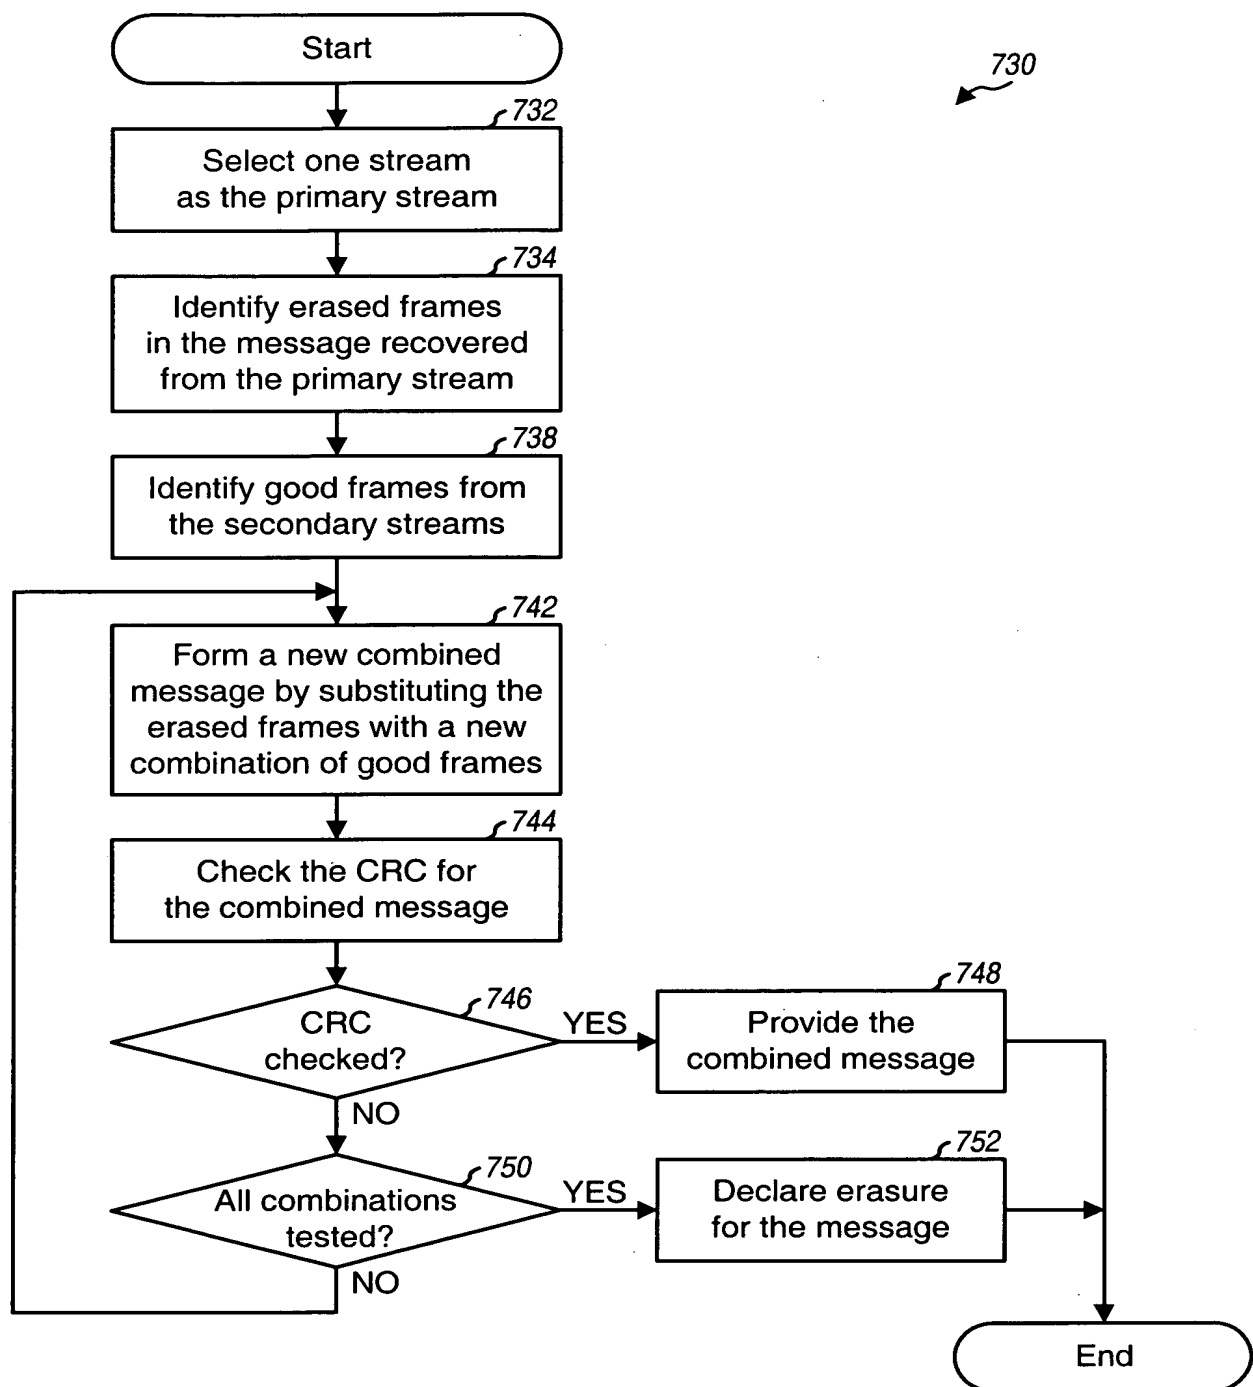 Start
730
732
Select one stream
as the primary stream
734
Identify erased frames
in the message recovered
from the primary stream
738
Identify good frames from
the secondary streams
742
Form a new combined
message by substituting the
erased frames with a new
combination of good frames
744
Check the CRC for
the combined message
746
CRC
checked?
YES
748
Provide the
combined message
NO
750
All combinations
tested?
YES
752
Declare erasure
for the message
NO
End